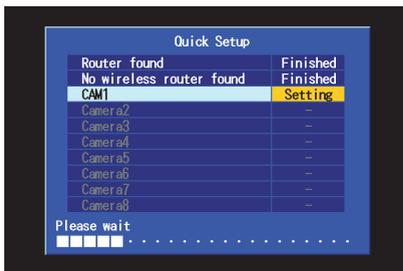 Quick Setup
Router found Finished
No wireless router found Finished
CAM1 Setting
Camera2 -
Camera3 -
Camera4 -
Camera5 -
Camera6 -
Camera7 -
Camera8 -
Please wait